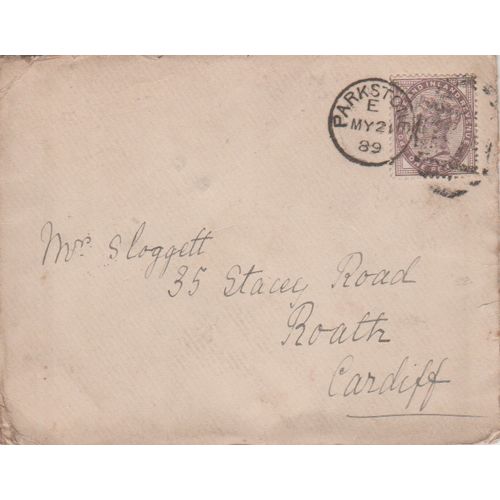 PARKSTONE
E
MY 21
89
Mrs Sloggett
35 Stacey Road
Roath
Cardiff